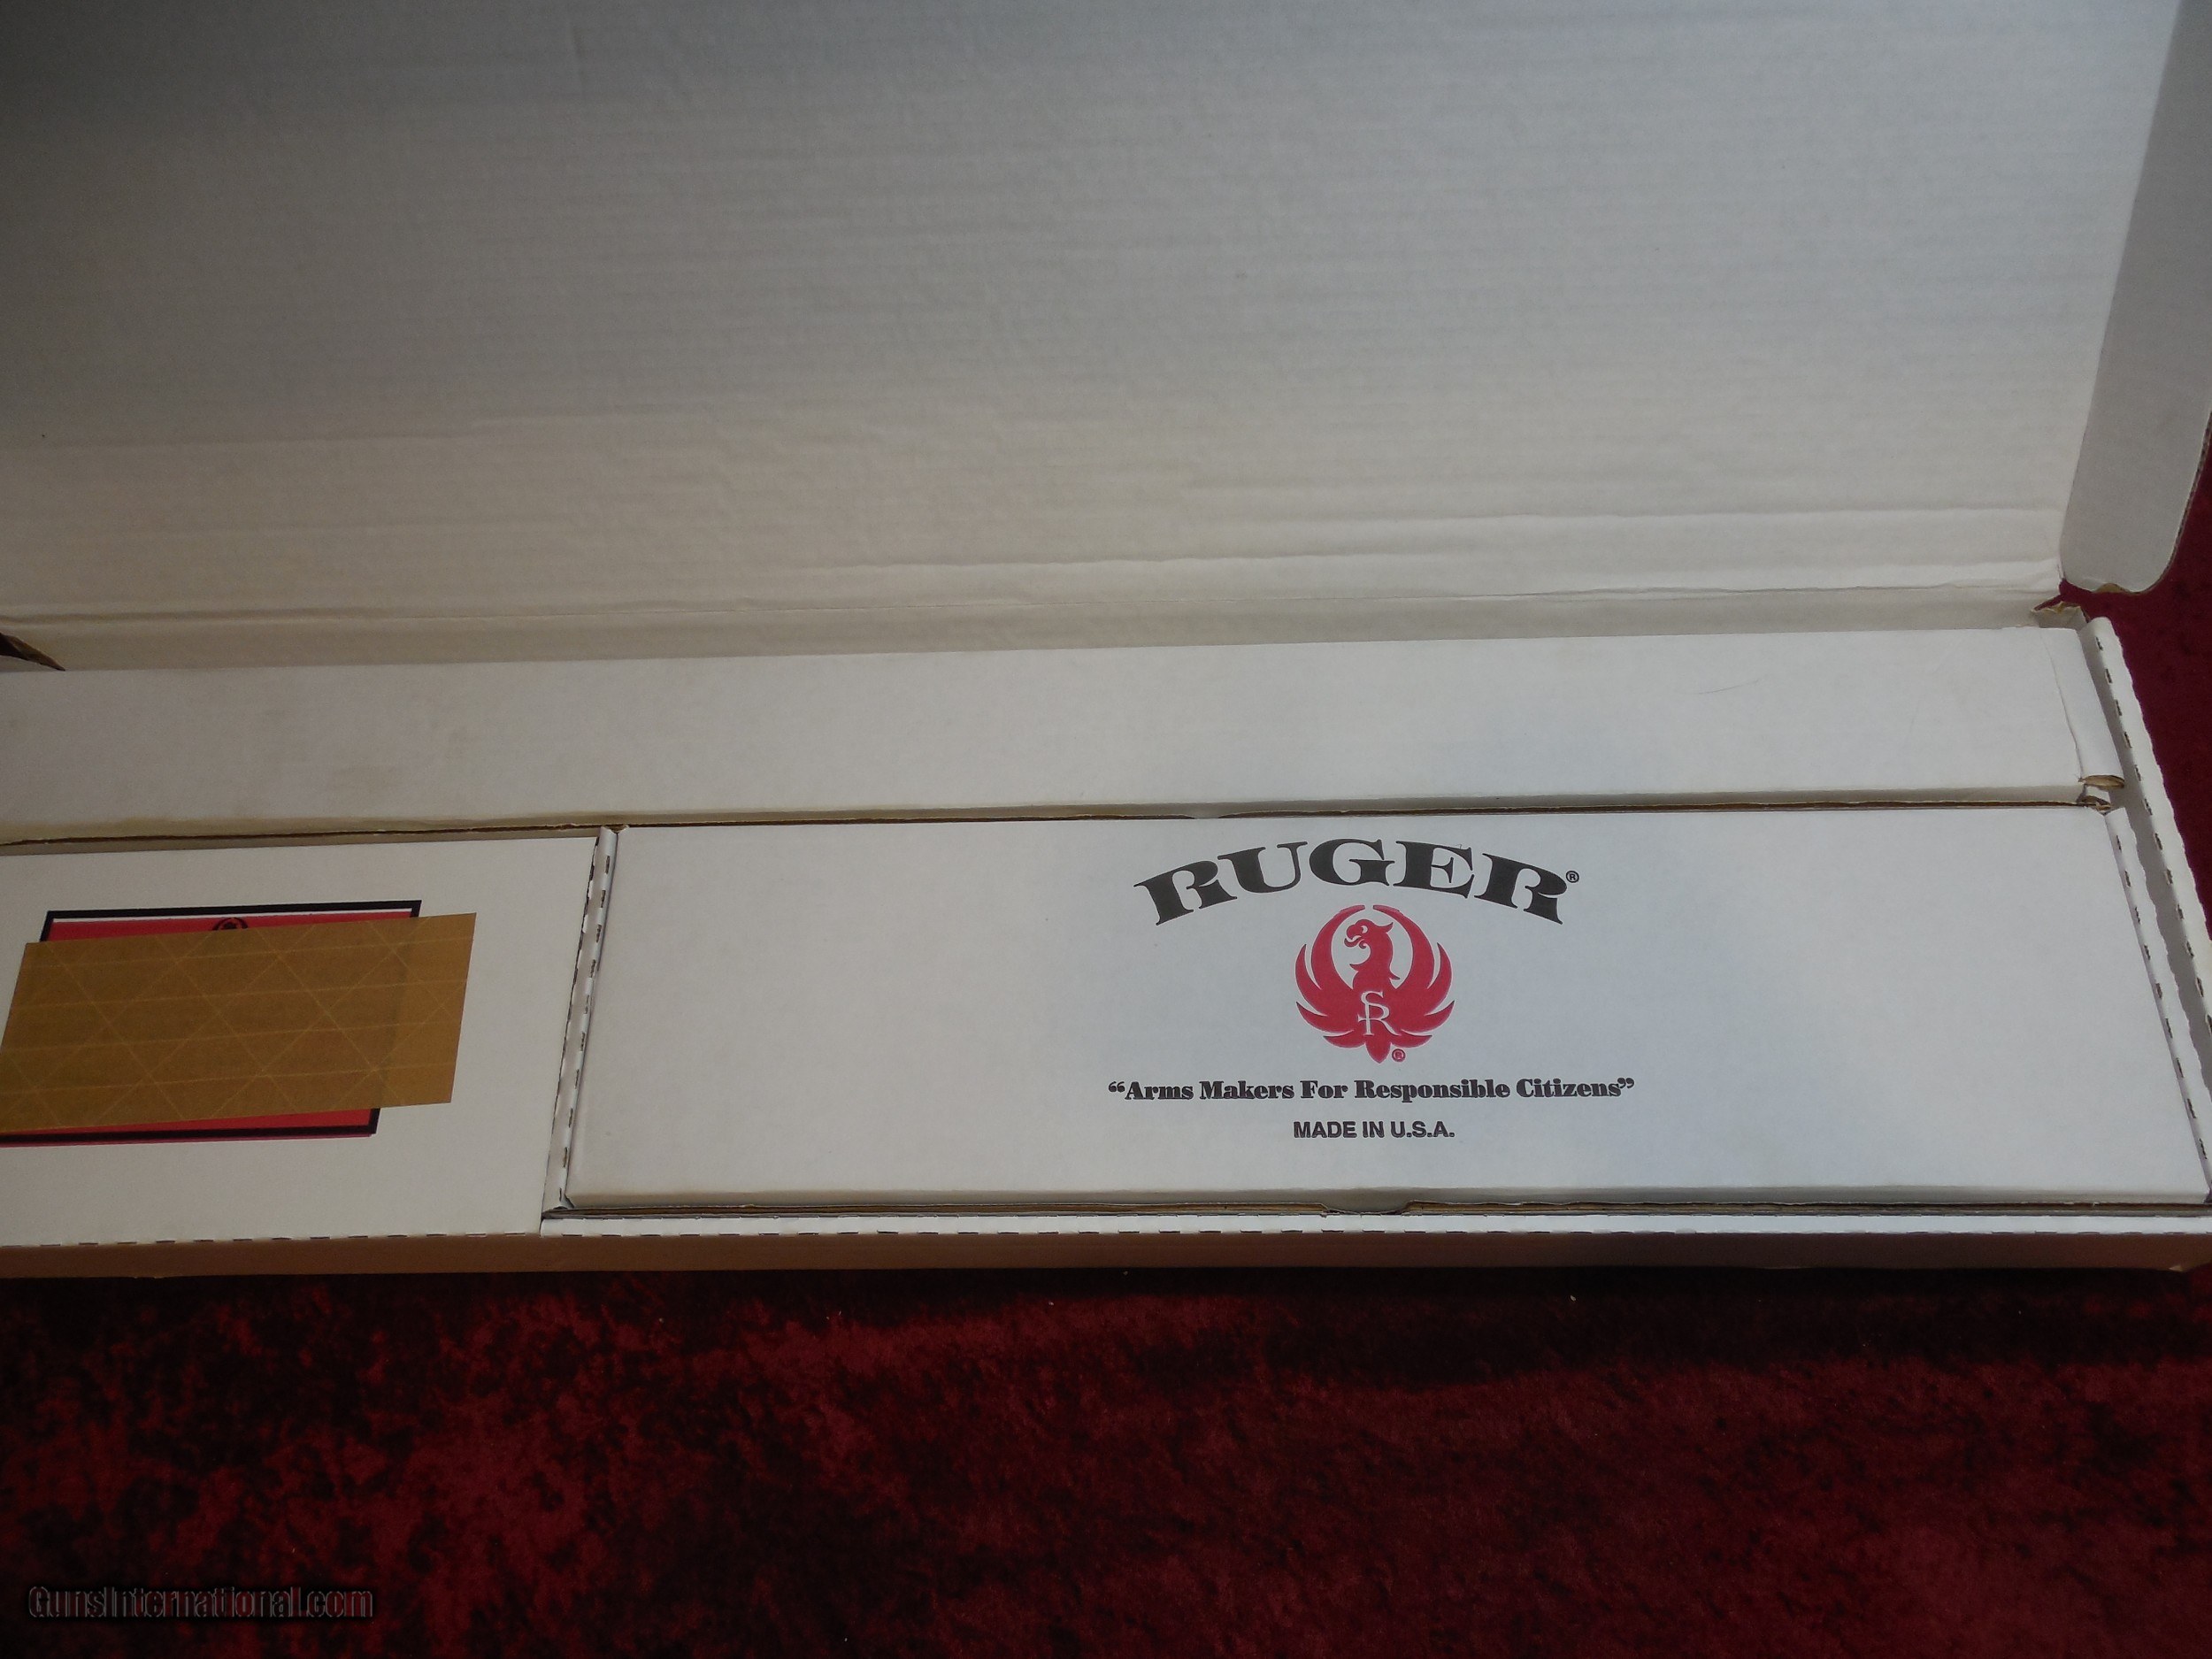 RUGER®
SR
®
“Arms Makers For Responsible Citizens”
MADE IN U.S.A.
GunsInternational.com